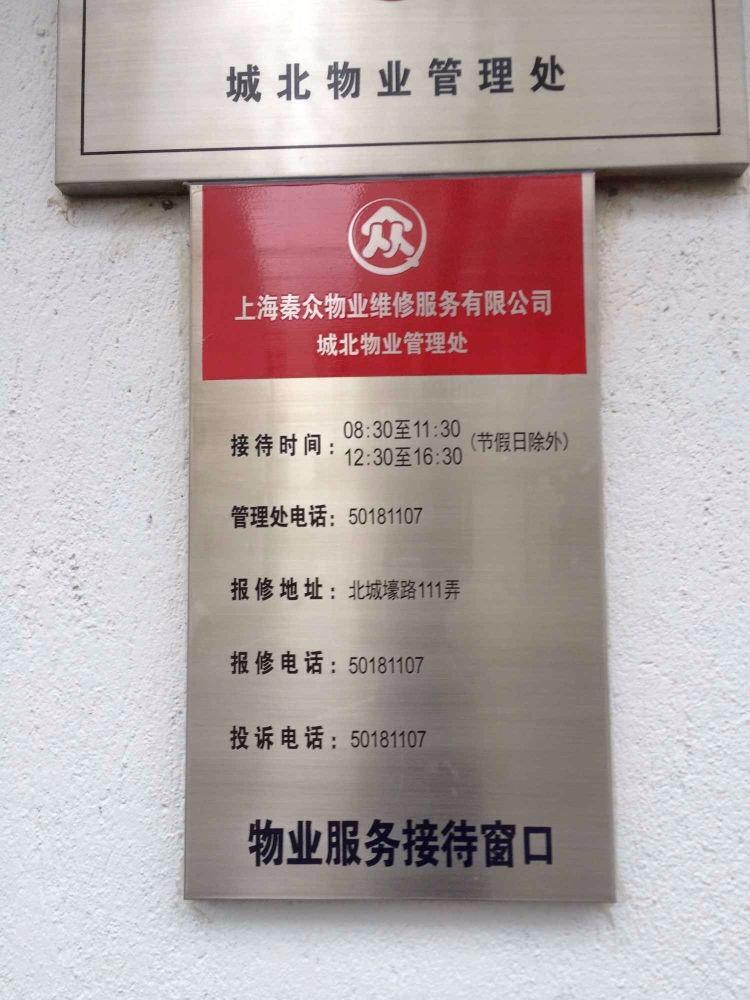 城北物业管理处
众
上海秦众物业维修服务有限公司
城北物业管理处
接待时间：08:30至11:30
12:30至16:30（节假日除外）
管理处电话：50181107
报修地址：北城壕路111弄
报修电话：50181107
投诉电话：50181107
物业服务接待窗口